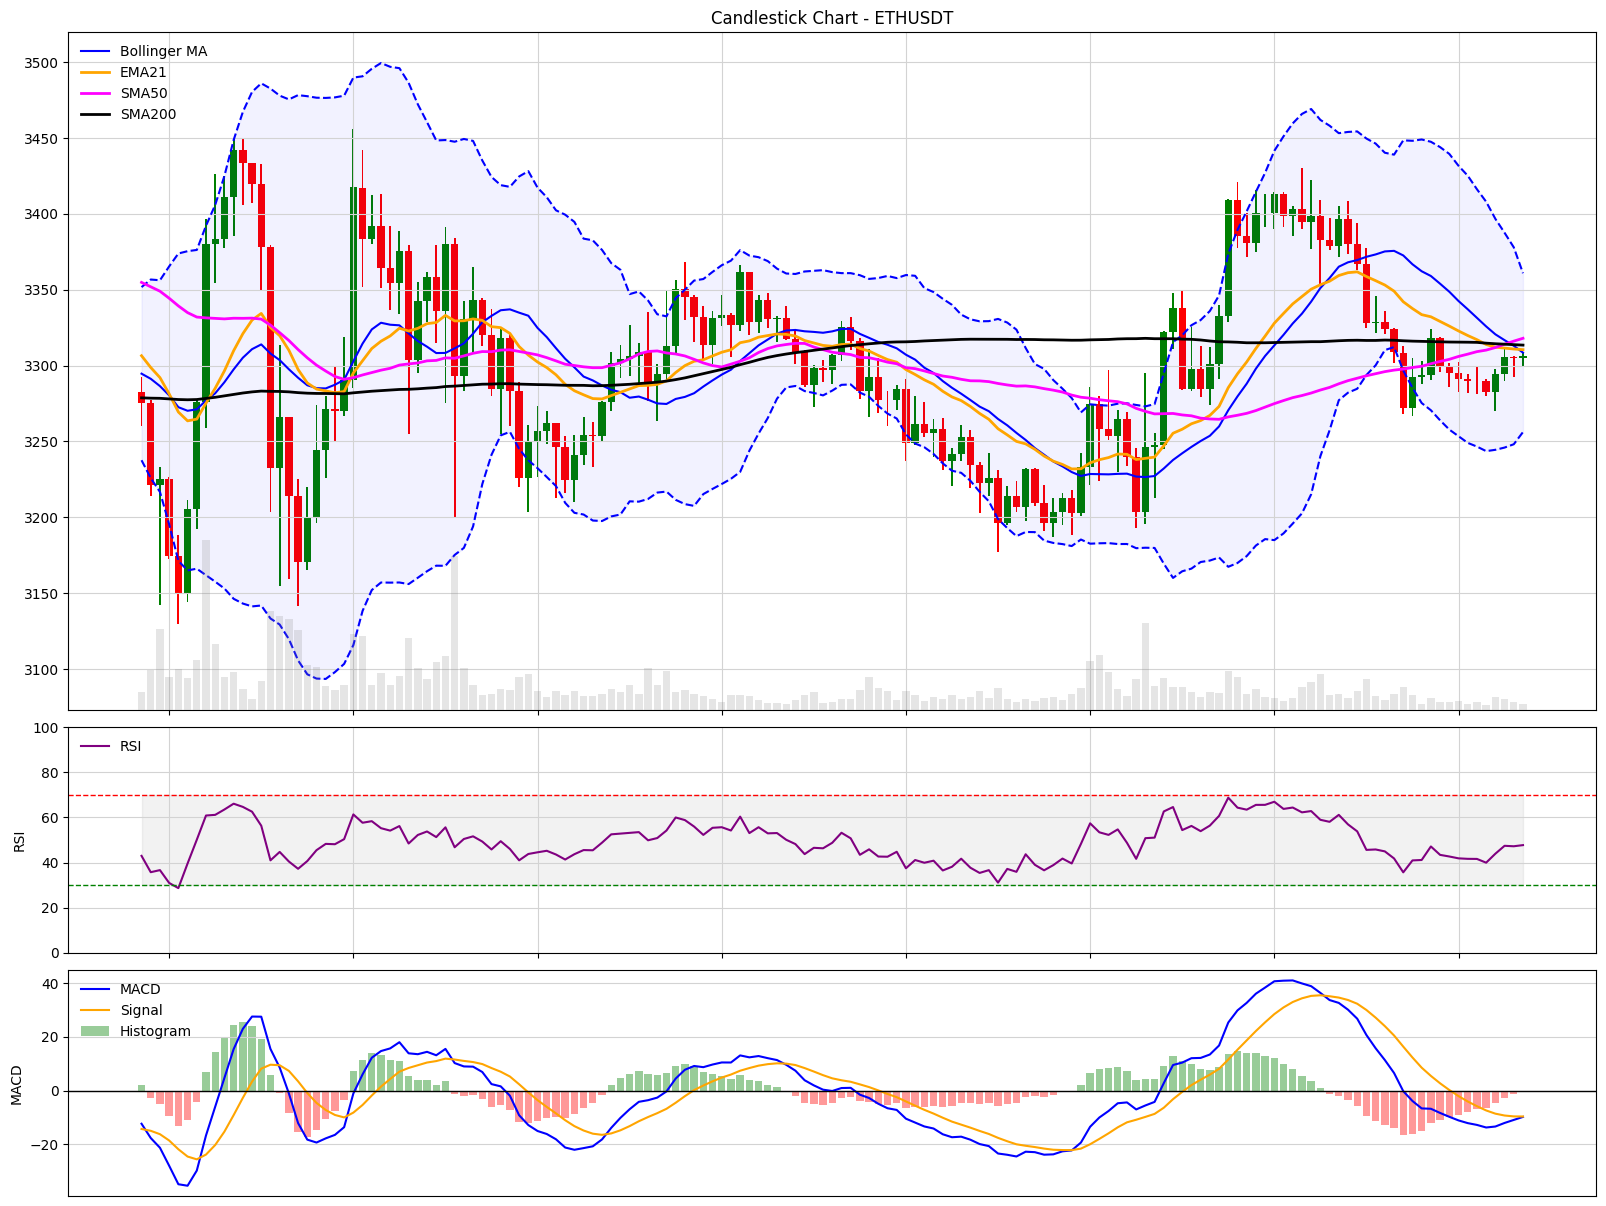 Candlestick Chart - ETHUSDT
Bollinger MA
EMA21
SMA50
SMA200
3500
3450
3400
3350
3300
3250
3200
3150
3100
RSI
RSI
100
80
60
40
20
0
MACD
Signal
Histogram
MACD
40
20
0
−20